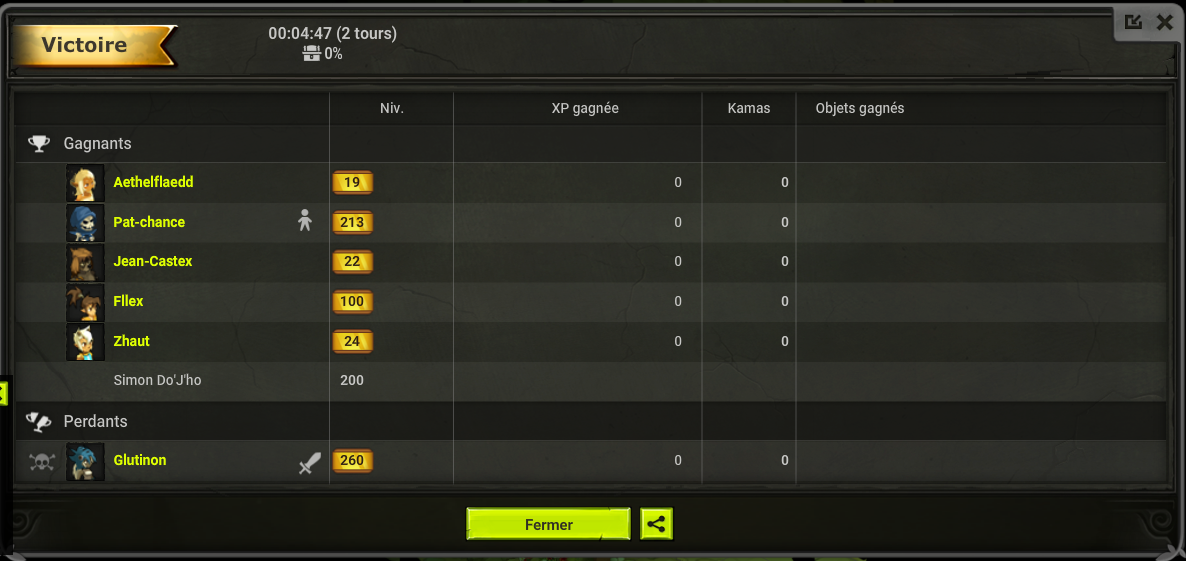 Victoire
00:04:47 (2 tours)
0%
Niv. XP gagnée Kamas Objets gagnés
Gagnants
Aethelflaedd 19 0 0
Pat-chance 213 0 0
Jean-Castex 22 0 0
Fllex 100 0 0
Zhaut 24 0 0
Simon Do'J'ho 200
Perdants
Glutinon 260 0 0
Fermer